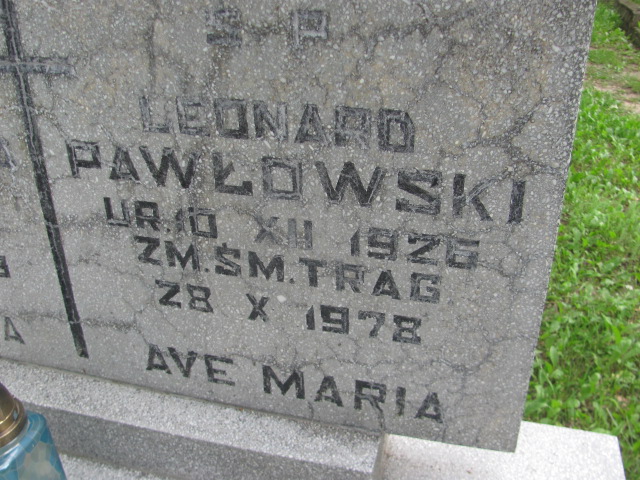 Ś P
LEONARD
PAWŁOWSKI
UR.10 XII 1926
ZM.ŚM.TRAG.
28 X 1978
AVE MARIA